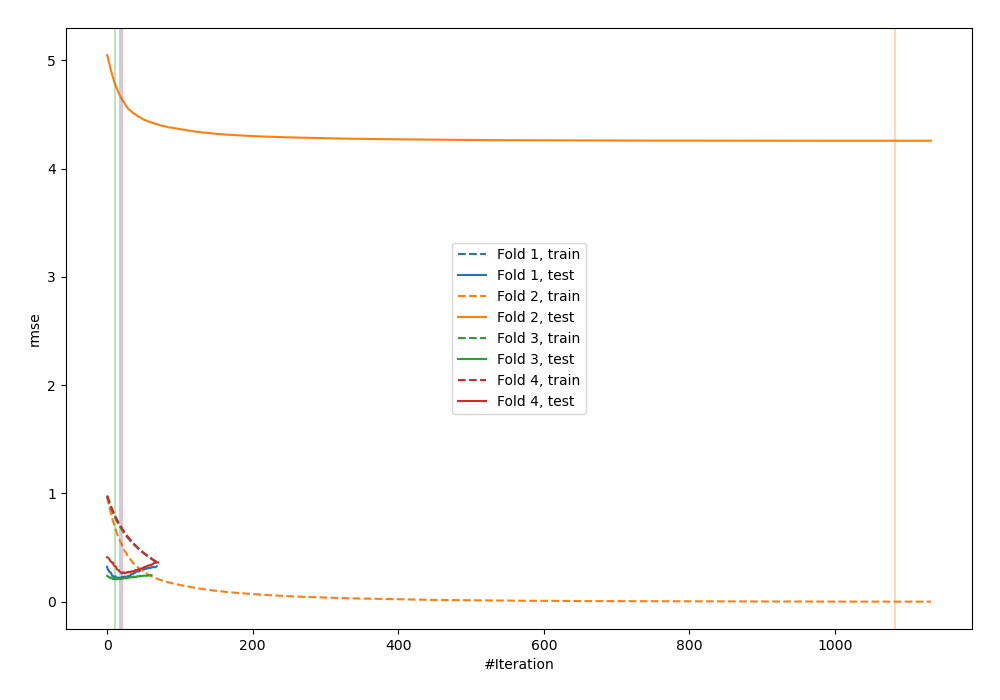 5
4
3
2
1
0
rmse
Fold 1, train
Fold 1, test
Fold 2, train
Fold 2, test
Fold 3, train
Fold 3, test
Fold 4, train
Fold 4, test
0 200 400 600 800 1000
#Iteration